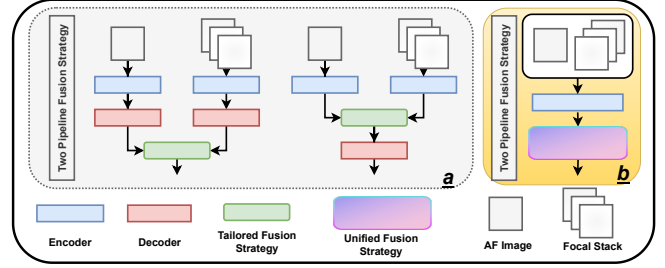 Two Pipeline Fusion Strategy
a
Two Pipeline Fusion Strategy
b
Encoder
Decoder
Tailored Fusion
Strategy
Unified Fusion
Strategy
AF Image
Focal Stack